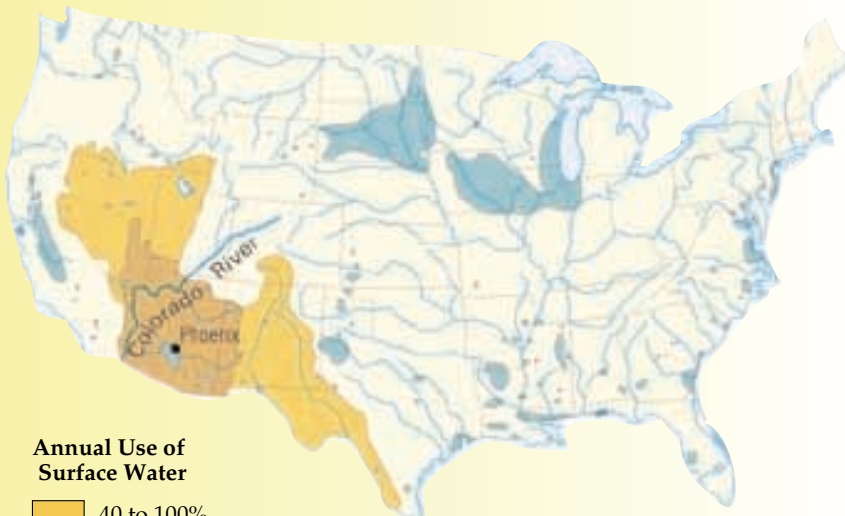 Colorado River
Phoenix
Annual Use of
Surface Water
40 to 100%